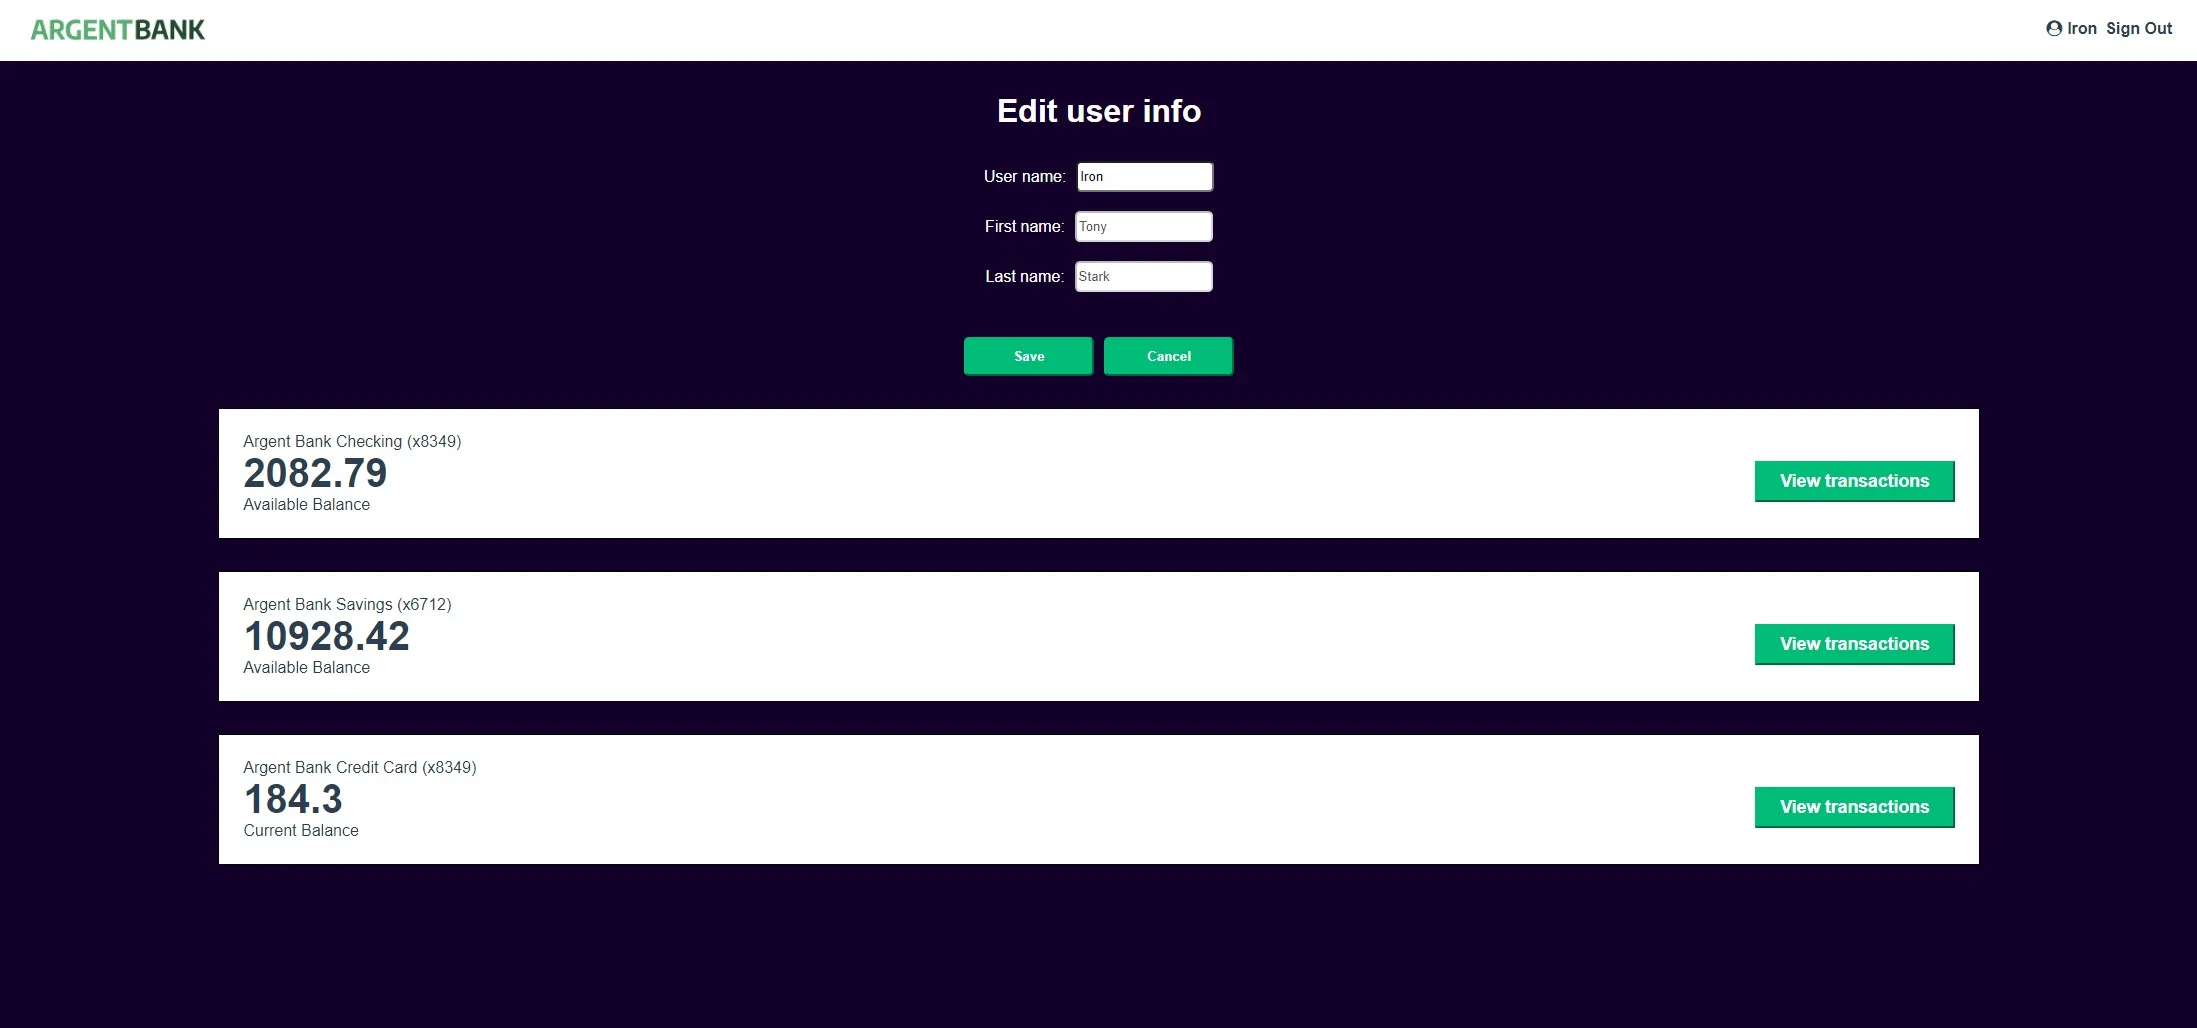 ARGENTBANK
Iron Sign Out
Edit user info
User name: Iron
First name: Tony
Last name: Stark
Save Cancel
Argent Bank Checking (x8349)
2082.79
Available Balance
View transactions
Argent Bank Savings (x6712)
10928.42
Available Balance
View transactions
Argent Bank Credit Card (x8349)
184.3
Current Balance
View transactions